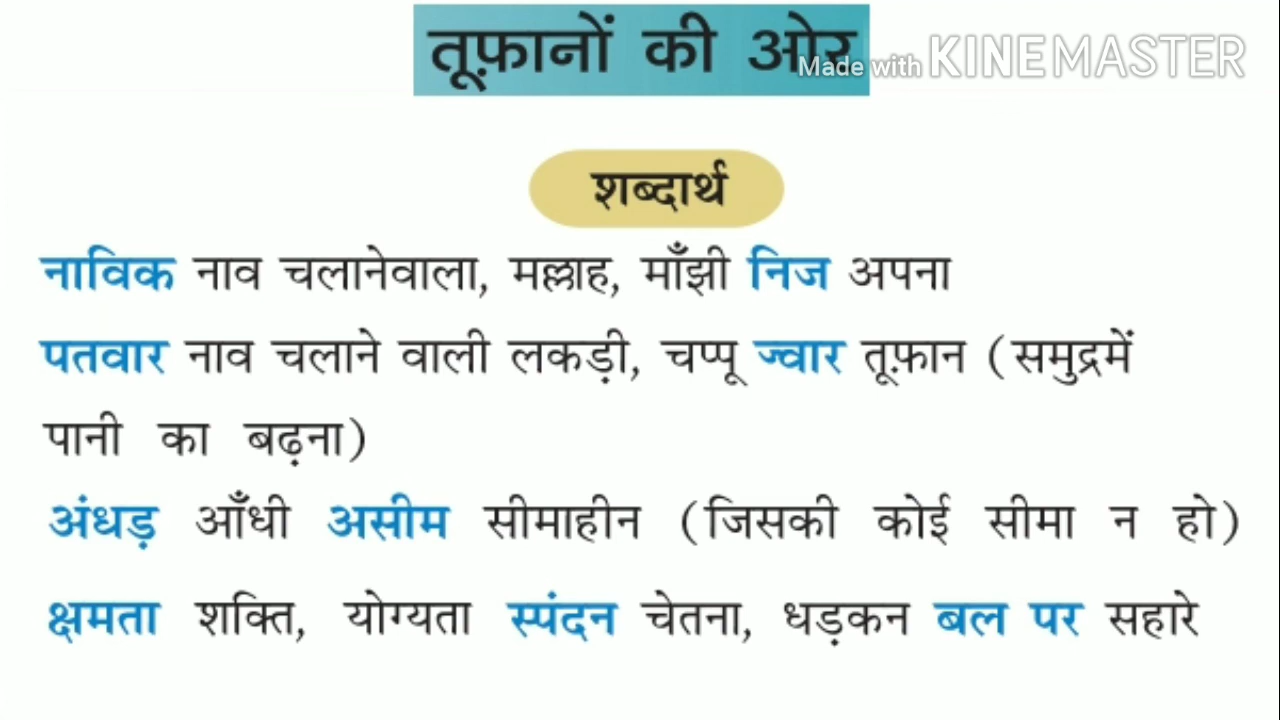 तूफ़ानों की ओर
Made with KINEMASTER
शब्दार्थ
नाविक नाव चलानेवाला, मल्लाह, माँझी निज अपना
पतवार नाव चलाने वाली लकड़ी, चप्पू ज्वार तूफ़ान (समुद्रमें
पानी का बढ़ना)
अंधड़ आँधी असीम सीमाहीन (जिसकी कोई सीमा न हो)
क्षमता शक्ति, योग्यता स्पंदन चेतना, धड़कन बल पर सहारे